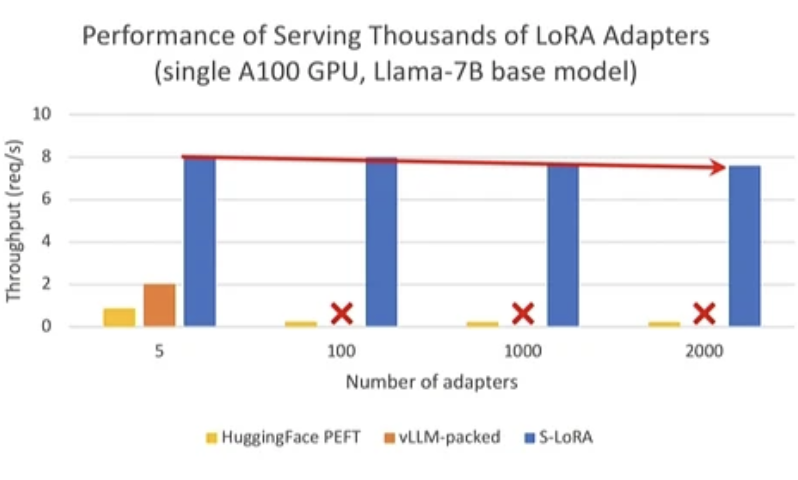 Performance of Serving Thousands of LoRA Adapters
(single A100 GPU, Llama-7B base model)
Throughput (req/s)
10
8
6
4
2
0
5 100 1000 2000
Number of adapters
HuggingFace PEFT vLLM-packed S-LoRA